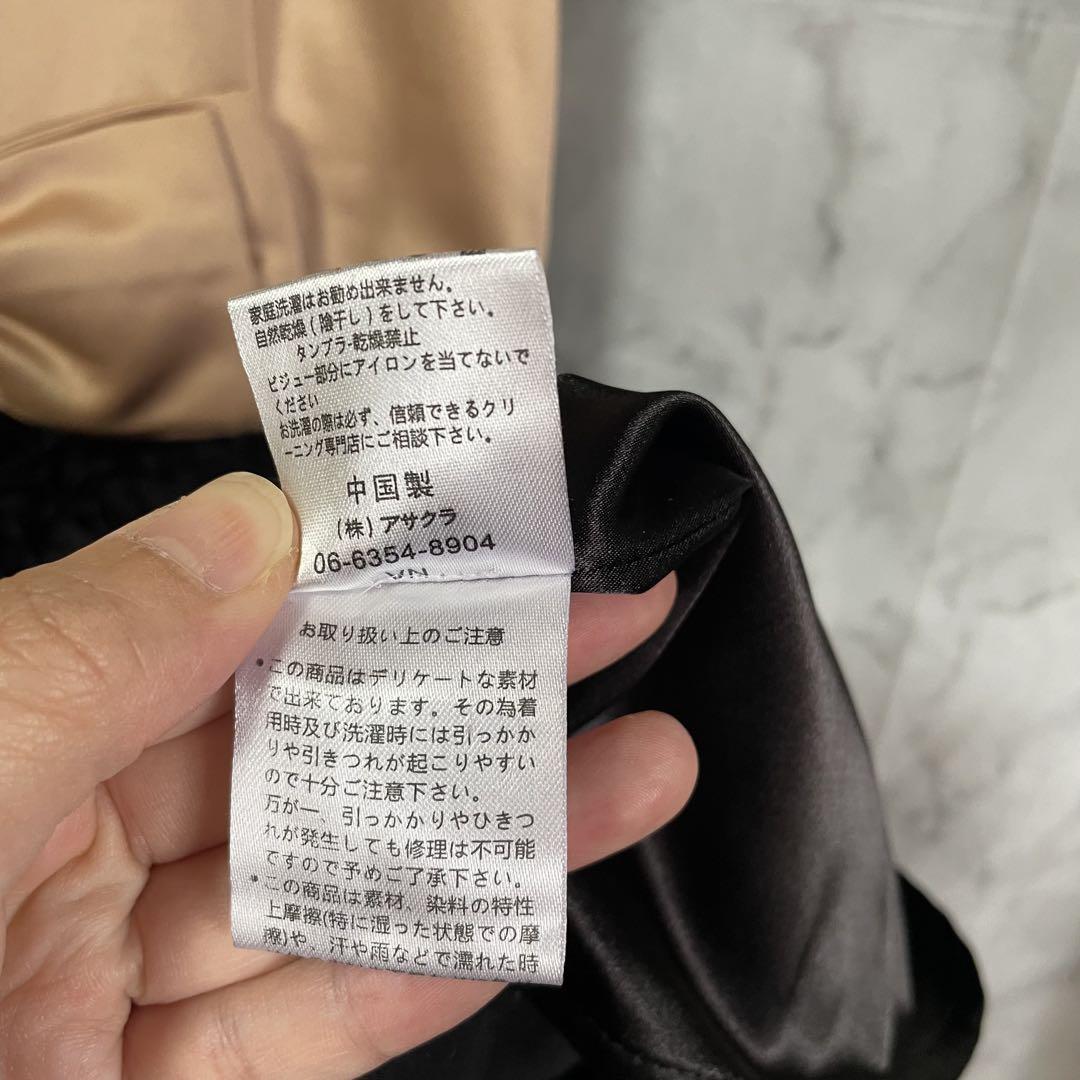 家庭洗濯はお勧め出来ません。
自然乾燥(陰干し)をして下さい。
タンブラ-乾燥禁止
ビジュー部分にアイロンを当てないで
ください
お洗濯の際は必ず、信頼できるクリ
ーニング専門店にご相談下さい。
中国製
(株)アサクラ
06-6354-8904
お取り扱い上のご注意
•この商品はデリケートな素材
で出来ております。その為着
用時及び洗濯時には引っかか
りや引きつれが起こりやすい
ので十分ご注意下さい。
万が一、引っかかりやひきつ
れが発生しても修理は不可能
ですので予めご了承下さい。
•この商品は素材、染料の特性
上摩擦(特に湿った状態での摩
擦)や、汗や雨などで濡れた時